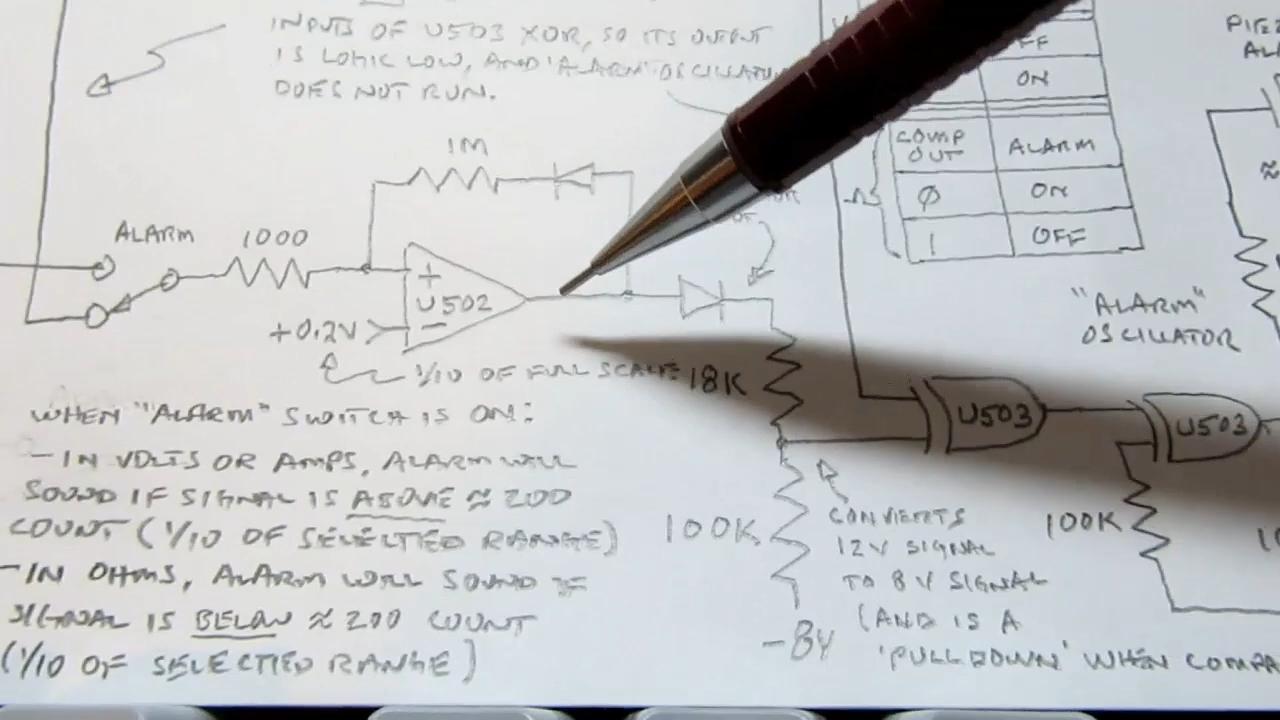 INPUTS OF U503 XOR, SO ITS OUTPUT
IS LOGIC LOW, AND "ALARM" OSCILLATOR
DOES NOT RUN.
1M
ALARM
1000
+
U502
−
+0.2V
1/10 OF FULL SCALE
WHEN "ALARM" SWITCH IS ON:
- IN VOLTS OR AMPS, ALARM WILL
SOUND IF SIGNAL IS ABOVE ≈ 200
COUNT (1/10 OF SELECTED RANGE)
- IN OHMS, ALARM WILL SOUND IF
SIGNAL IS BELOW ≈ 200 COUNT
(1/10 OF SELECTED RANGE)
18K
100K
-8V
CONVERTS
12V SIGNAL
TO 8V SIGNAL
(AND IS A
'PULLDOWN' WHEN COMPA
ON
COMP OUT ALARM
Ø ON
1 OFF
"ALARM"
OSCILLATOR
U503
U503
100K
≈